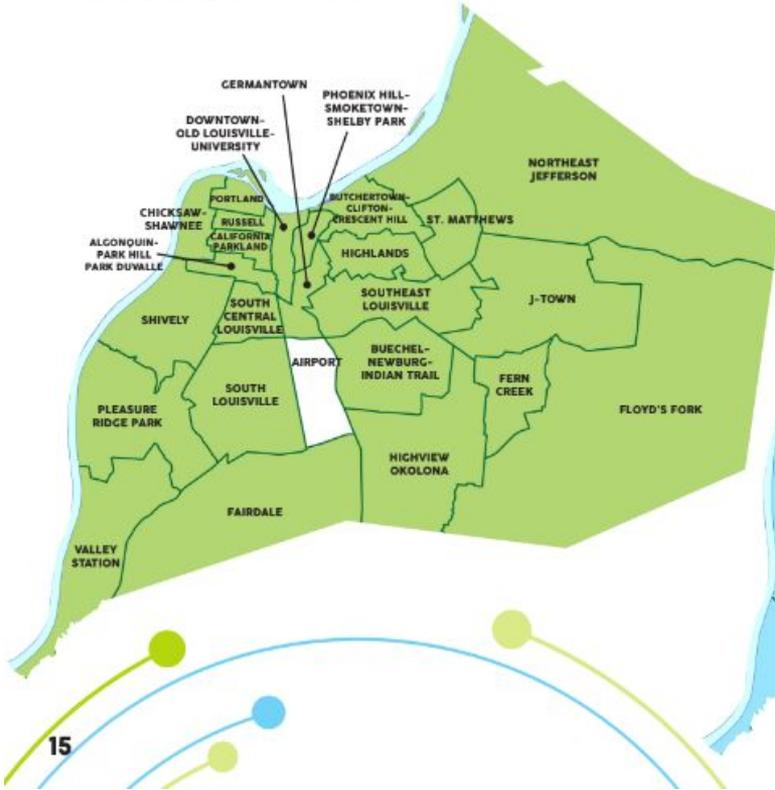 GERMANTOWN
PHOENIX HILL-
SMOKETOWN-
SHELBY PARK
DOWNTOWN-
OLD LOUISVILLE-
UNIVERSITY
NORTHEAST
JEFFERSON
PORTLAND
BUTCHERTOWN-
CLIFTON-
CRESCENT HILL
CHICKSAW-
SHAWNEE
RUSSELL
ST. MATTHEWS
CALIFORNIA
PARKLAND
ALGONQUIN-
PARK HILL
PARK DUVALLE
HIGHLANDS
SOUTHEAST
LOUISVILLE
J-TOWN
SOUTH
CENTRAL
LOUISVILLE
SHIVELY
AIRPORT
BUECHEL-
NEWBURG-
INDIAN TRAIL
FERN
CREEK
SOUTH
LOUISVILLE
PLEASURE
RIDGE PARK
FLOYD'S FORK
HIGHVIEW
OKOLONA
FAIRDALE
VALLEY
STATION
15